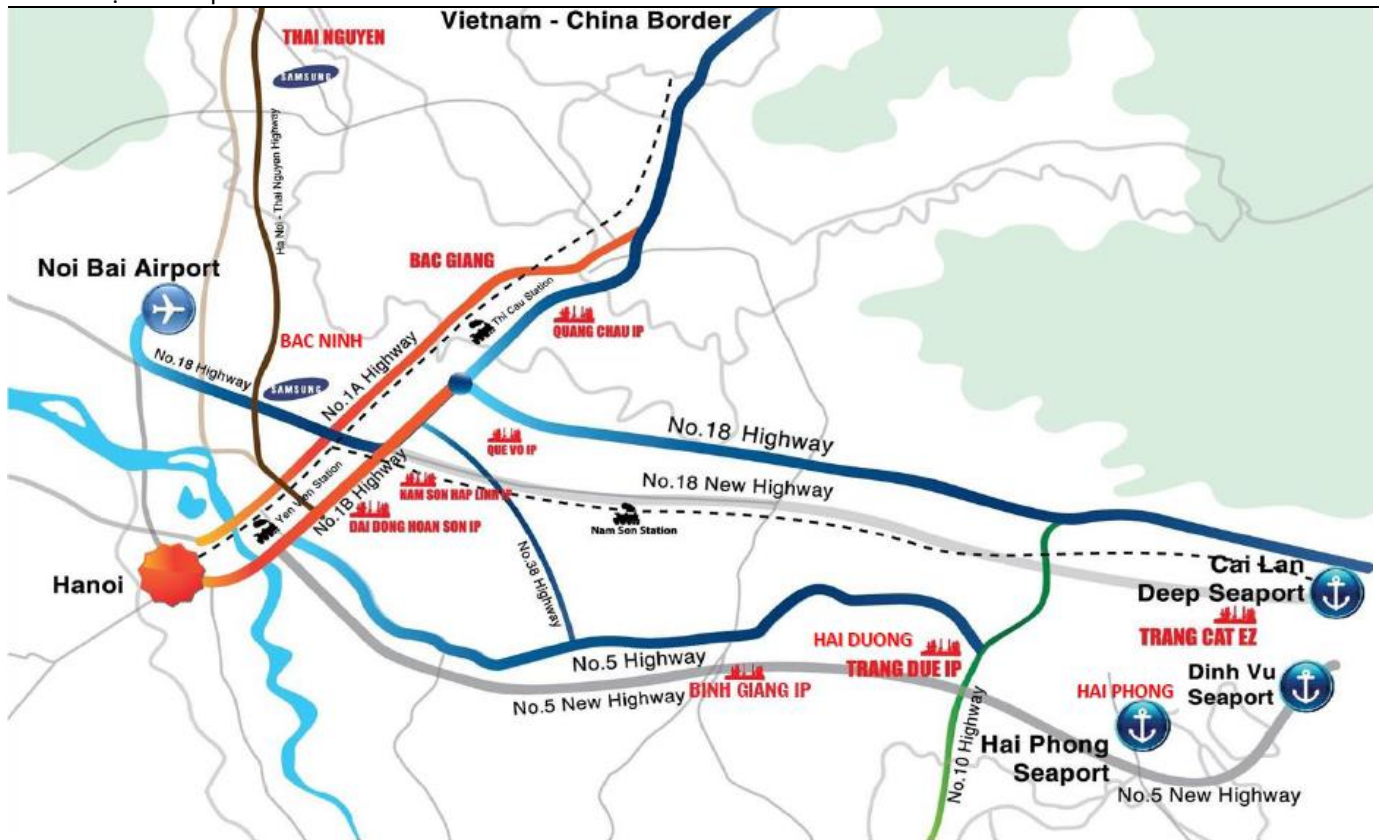 Vietnam - China Border
THAI NGUYEN
SAMSUNG
Ha Noi - Thai Nguyen Highway
Noi Bai Airport
BAC GIANG
Thi Cau Station
QUANG CHAU IP
BAC NINH
No.1A Highway
No.18 Highway
SAMSUNG
No.18 Highway
QUE VO IP
No.18 New Highway
Yen Vien Station
No.1B Highway
NAM SON HAP LINH IP
DAI DONG HOAN SON IP
Nam Son Station
No.38 Highway
Hanoi
Cai Lan
Deep Seaport
TRANG CAT EZ
HAI DUONG
TRANG DUE IP
No.5 Highway
BINH GIANG IP
No.5 New Highway
Dinh Vu
Seaport
HAI PHONG
No.10 Highway
Hai Phong
Seaport
No.5 New Highway